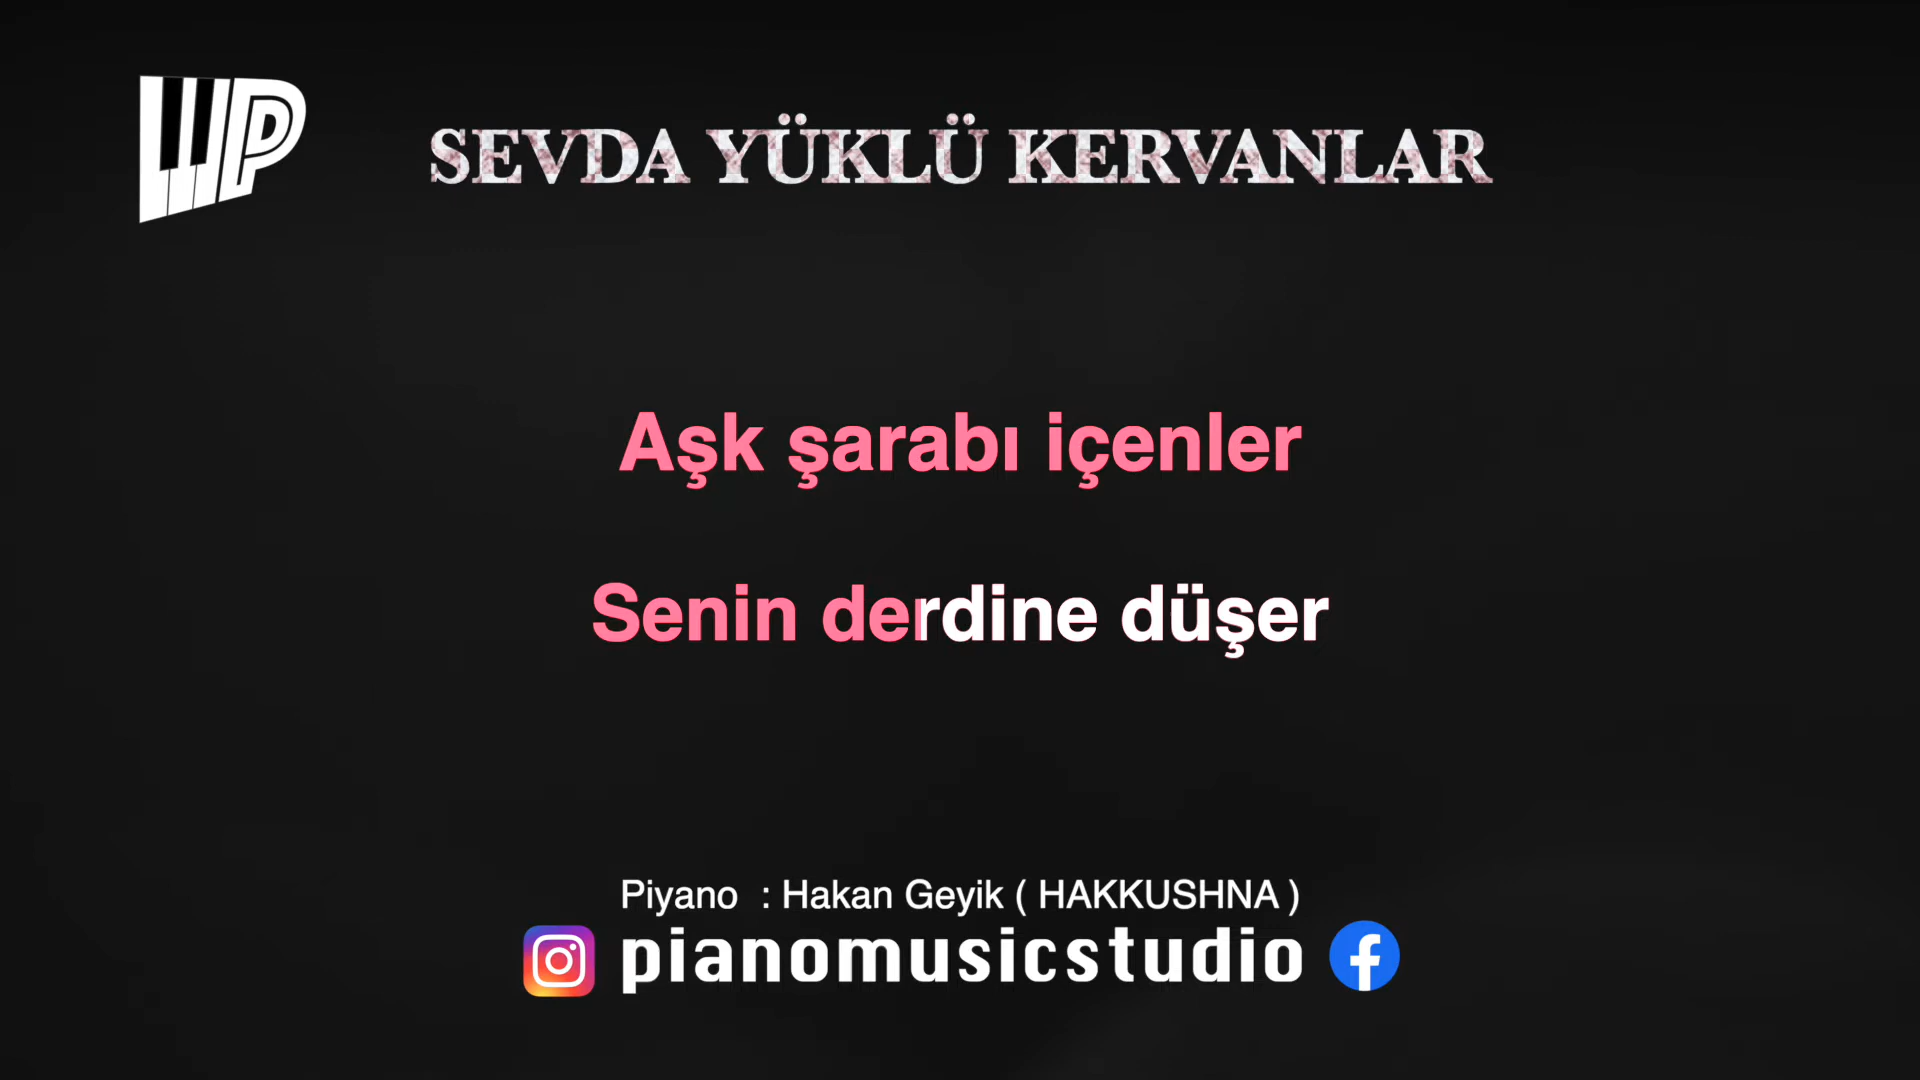 SEVDA YÜKLÜ KERVANLAR
Aşk şarabı içenler
Senin derdine düşer
Piyano : Hakan Geyik ( HAKKUSHNA )
pianomusicstudio